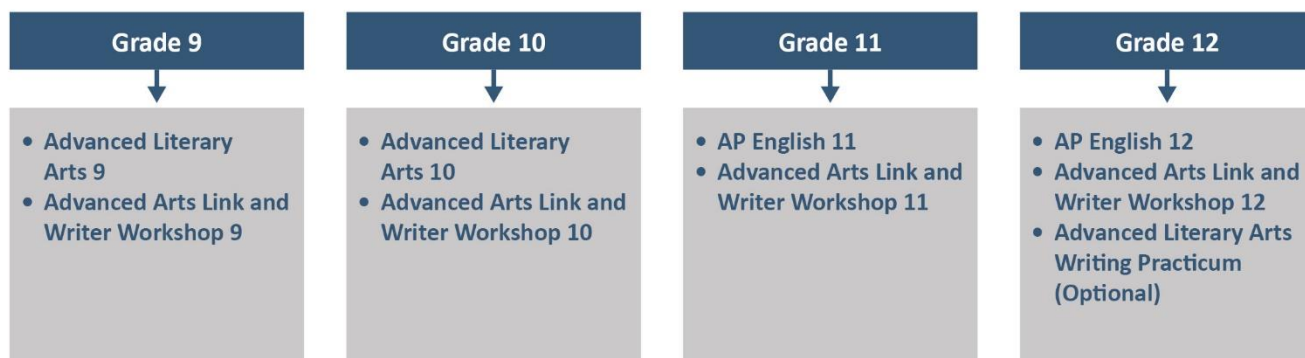 Grade 9
• Advanced Literary
Arts 9
• Advanced Arts Link and
Writer Workshop 9
Grade 10
• Advanced Literary
Arts 10
• Advanced Arts Link and
Writer Workshop 10
Grade 11
• AP English 11
• Advanced Arts Link and
Writer Workshop 11
Grade 12
• AP English 12
• Advanced Arts Link and
Writer Workshop 12
• Advanced Literary Arts
Writing Practicum
(Optional)